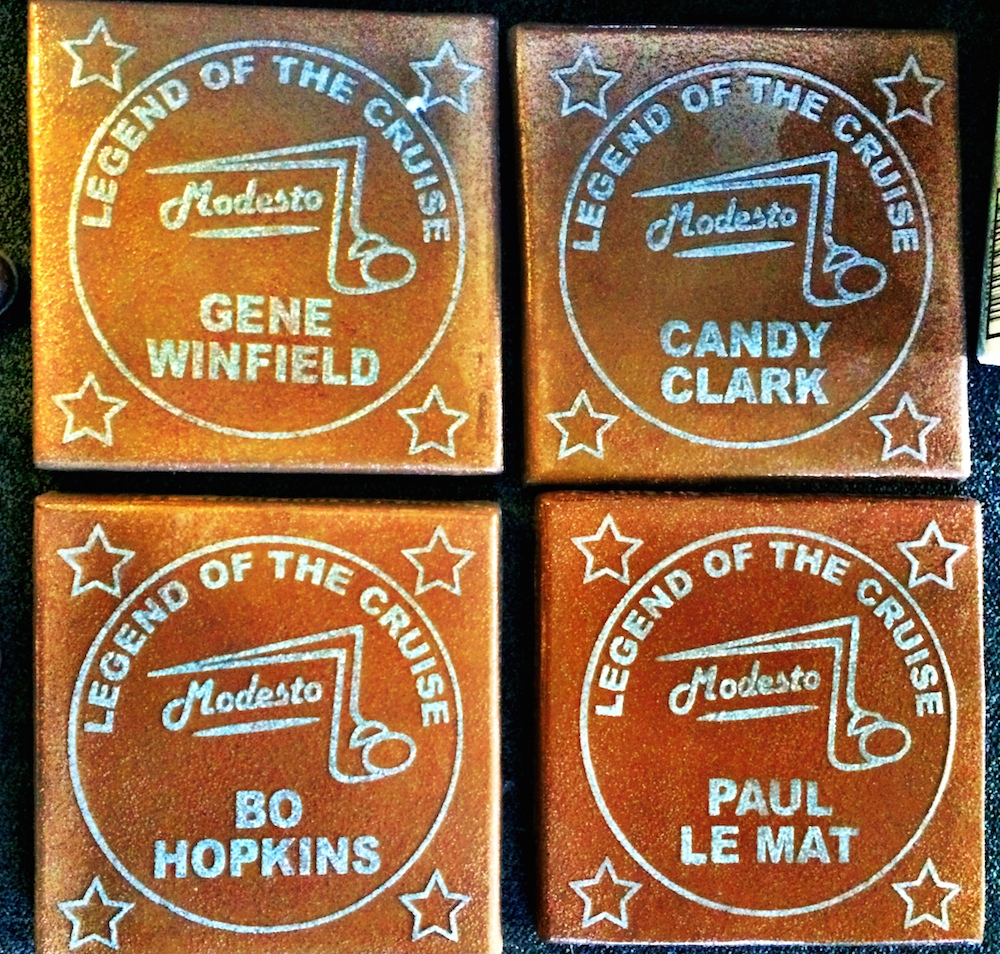 LEGEND OF THE CRUISE
Modesto
GENE
WINFIELD
LEGEND OF THE CRUISE
Modesto
CANDY
CLARK
LEGEND OF THE CRUISE
Modesto
BO
HOPKINS
LEGEND OF THE CRUISE
Modesto
PAUL
LE MAT